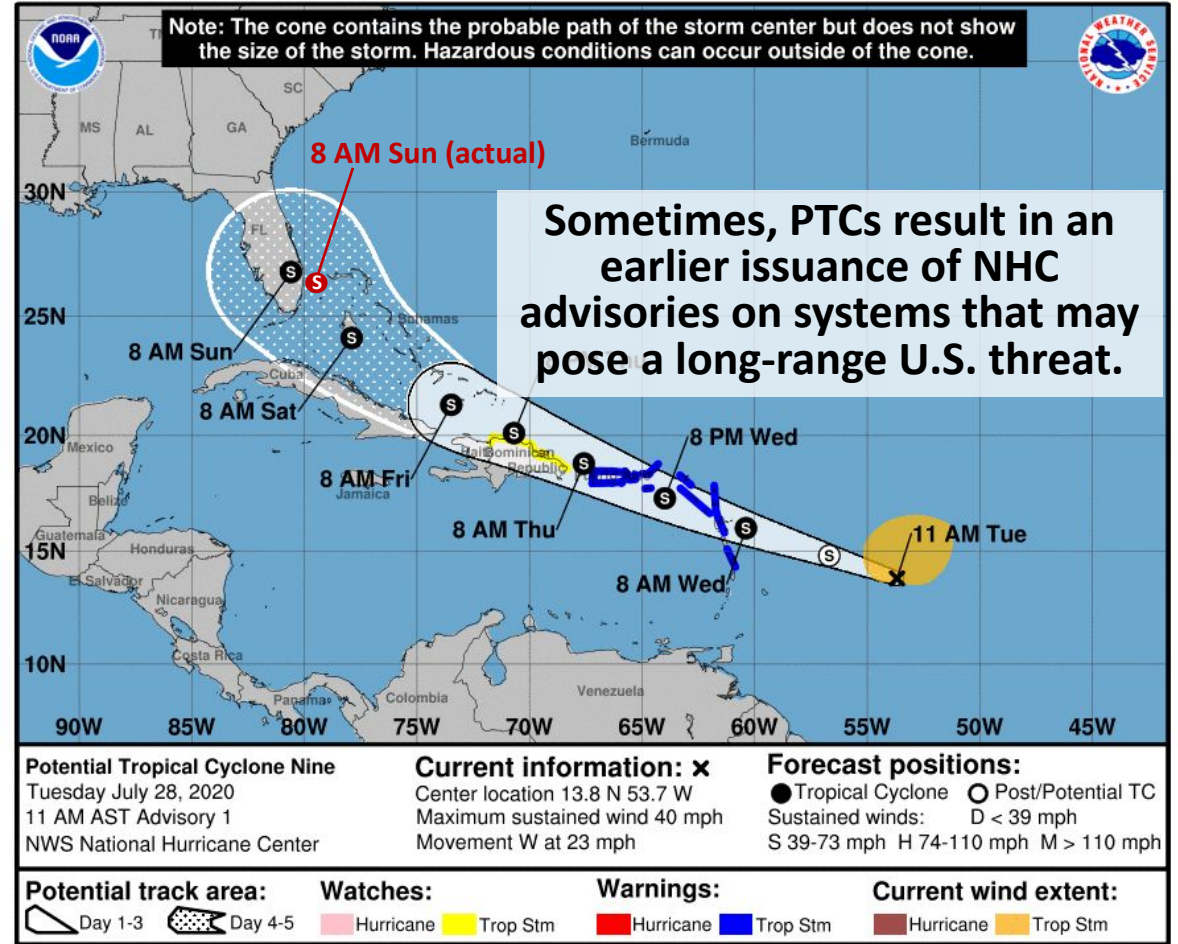 Note: The cone contains the probable path of the storm center but does not show
the size of the storm. Hazardous conditions can occur outside of the cone.
NOAA
NATIONAL WEATHER SERVICE
SC
MS
AL
GA
Bermuda
8 AM Sun (actual)
30N
FL
Sometimes, PTCs result in an
earlier issuance of NHC
advisories on systems that may
pose a long-range U.S. threat.
S
S
25N
Bahamas
8 AM Sun
S
Cuba
8 AM Sat
S
20N
S
8 PM Wed
Mexico
Haiti
Dominican
Republic
S
8 AM Fri
Jamaica
Belize
S
8 AM Thu
S
11 AM Tue
Guatemala
15N
Honduras
S
El Salvador
8 AM Wed
Nicaragua
Costa Rica
10N
Panama
Colombia
Venezuela
90W 85W 80W 75W 70W 65W 60W 55W 50W 45W
Potential Tropical Cyclone Nine
Tuesday July 28, 2020
11 AM AST Advisory 1
NWS National Hurricane Center
Current information: x
Center location 13.8 N 53.7 W
Maximum sustained wind 40 mph
Movement W at 23 mph
Forecast positions:
Tropical Cyclone Post/Potential TC
Sustained winds: D < 39 mph
S 39-73 mph H 74-110 mph M > 110 mph
Potential track area:
Day 1-3 Day 4-5
Watches:
Hurricane Trop Stm
Warnings:
Hurricane Trop Stm
Current wind extent:
Hurricane Trop Stm